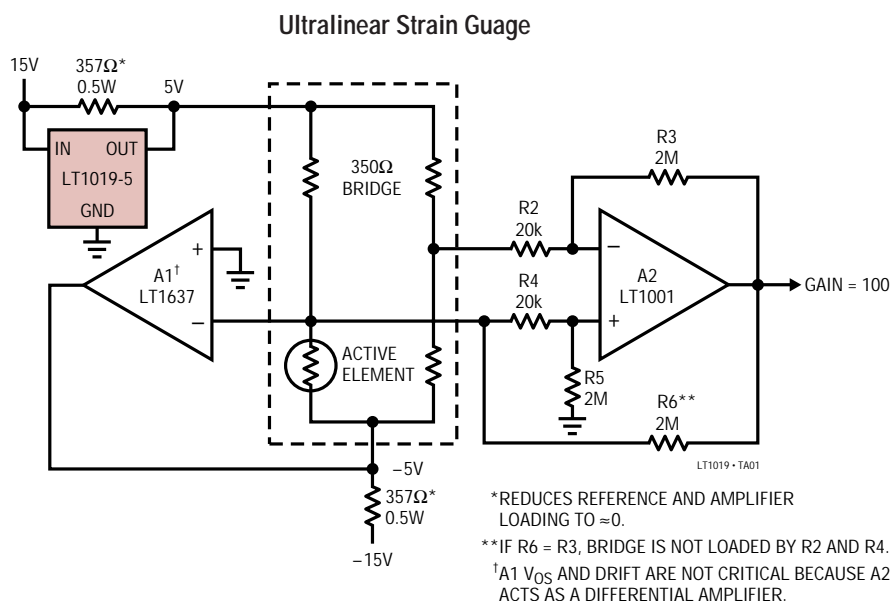 Ultralinear Strain Guage
15V
357Ω*
0.5W
5V
IN
OUT
LT1019-5
GND
350Ω
BRIDGE
R3
2M
R2
20k
A1†
LT1637
+
–
R4
20k
–
+
A2
LT1001
GAIN = 100
ACTIVE
ELEMENT
R5
2M
R6**
2M
LT1019 • TA01
–5V
357Ω*
0.5W
–15V
*REDUCES REFERENCE AND AMPLIFIER
LOADING TO ≈0.
**IF R6 = R3, BRIDGE IS NOT LOADED BY R2 AND R4.
†A1 VOS AND DRIFT ARE NOT CRITICAL BECAUSE A2
ACTS AS A DIFFERENTIAL AMPLIFIER.